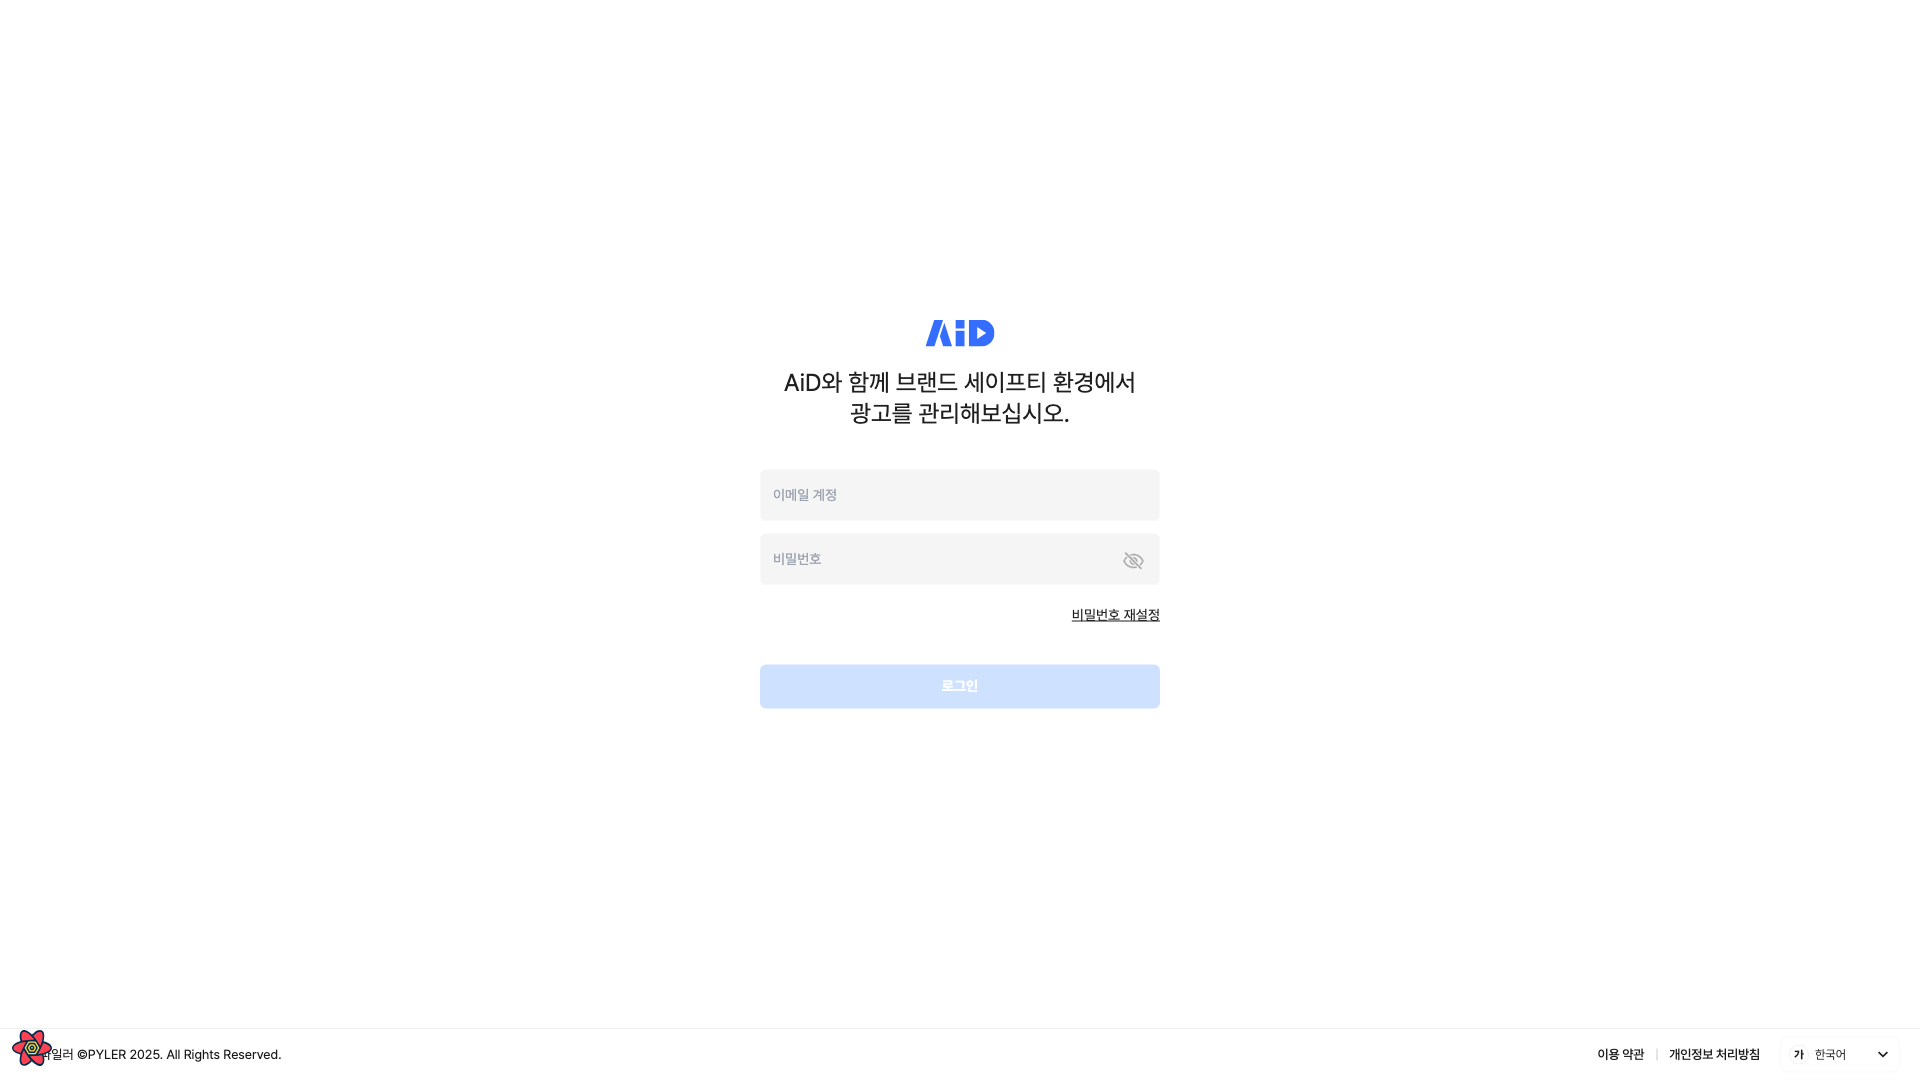 AiD
AiD와 함께 브랜드 세이프티 환경에서
광고를 관리해보십시오.
이메일 계정
비밀번호
비밀번호 재설정
로그인
©PYLER 2025. All Rights Reserved.
이용 약관 | 개인정보 처리방침
가 한국어